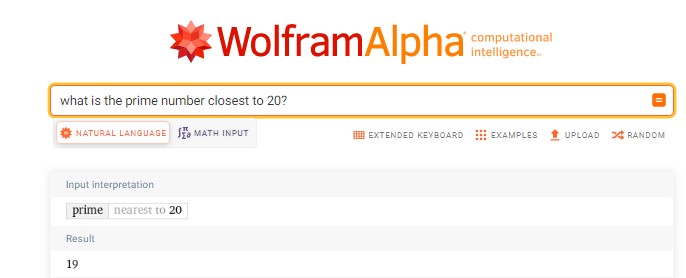 WolframAlpha computational intelligence™
what is the prime number closest to 20?
NATURAL LANGUAGE MATH INPUT EXTENDED KEYBOARD EXAMPLES UPLOAD RANDOM
Input interpretation
prime nearest to 20
Result
19